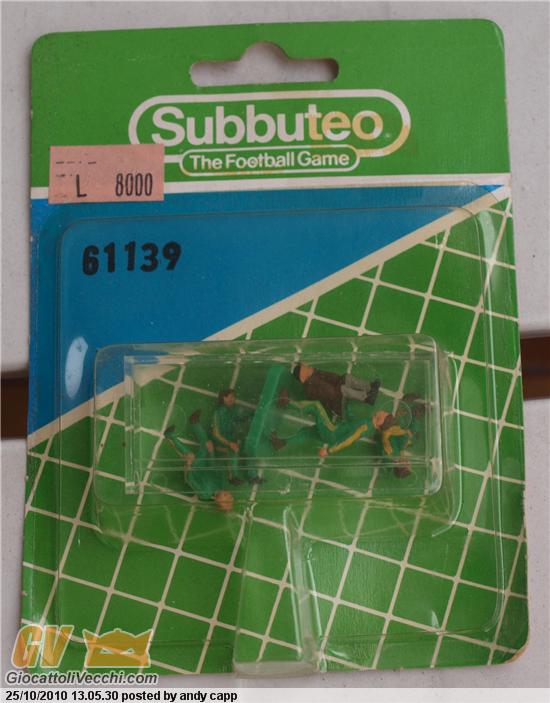 Subbuteo
The Football Game
L 8000
61139
GV
GiocattoliVecchi.com
25/10/2010 13.05.30 posted by andy capp